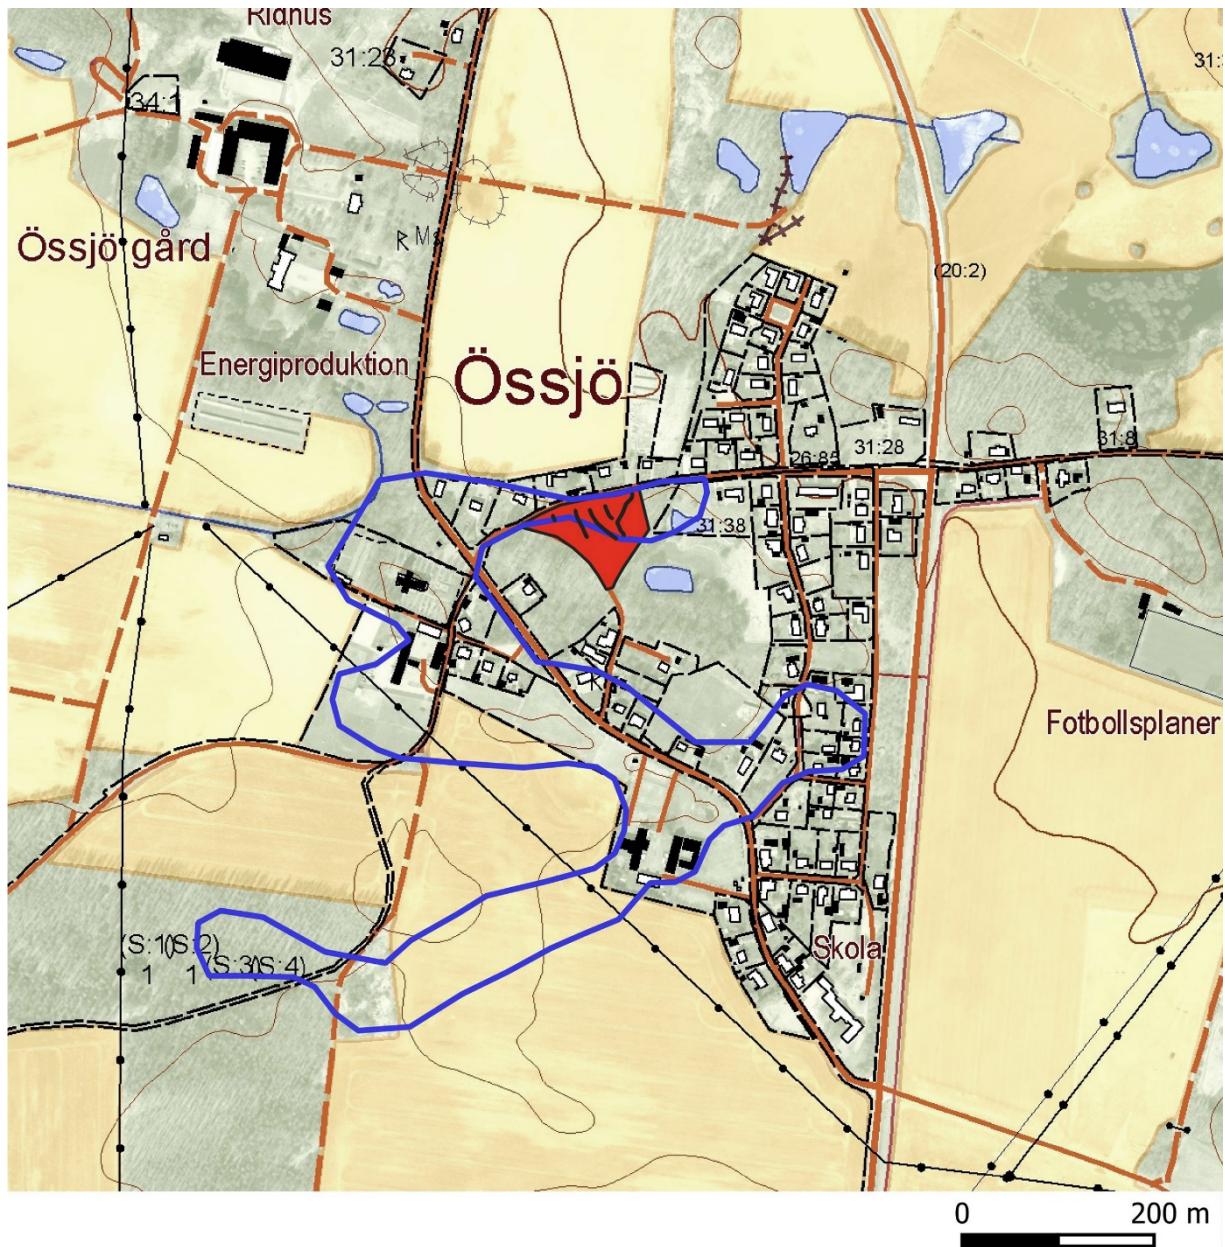 Ridhus
31:23
31:
34:1
Össjö gård
R
(20:2)
Energiproduktion
Össjö
31:8
26:85
31:28
31:38
Fotbollsplaner
Skola
(S:1)
(S:2)
(S:3)
(S:4)
1
1
0
200 m